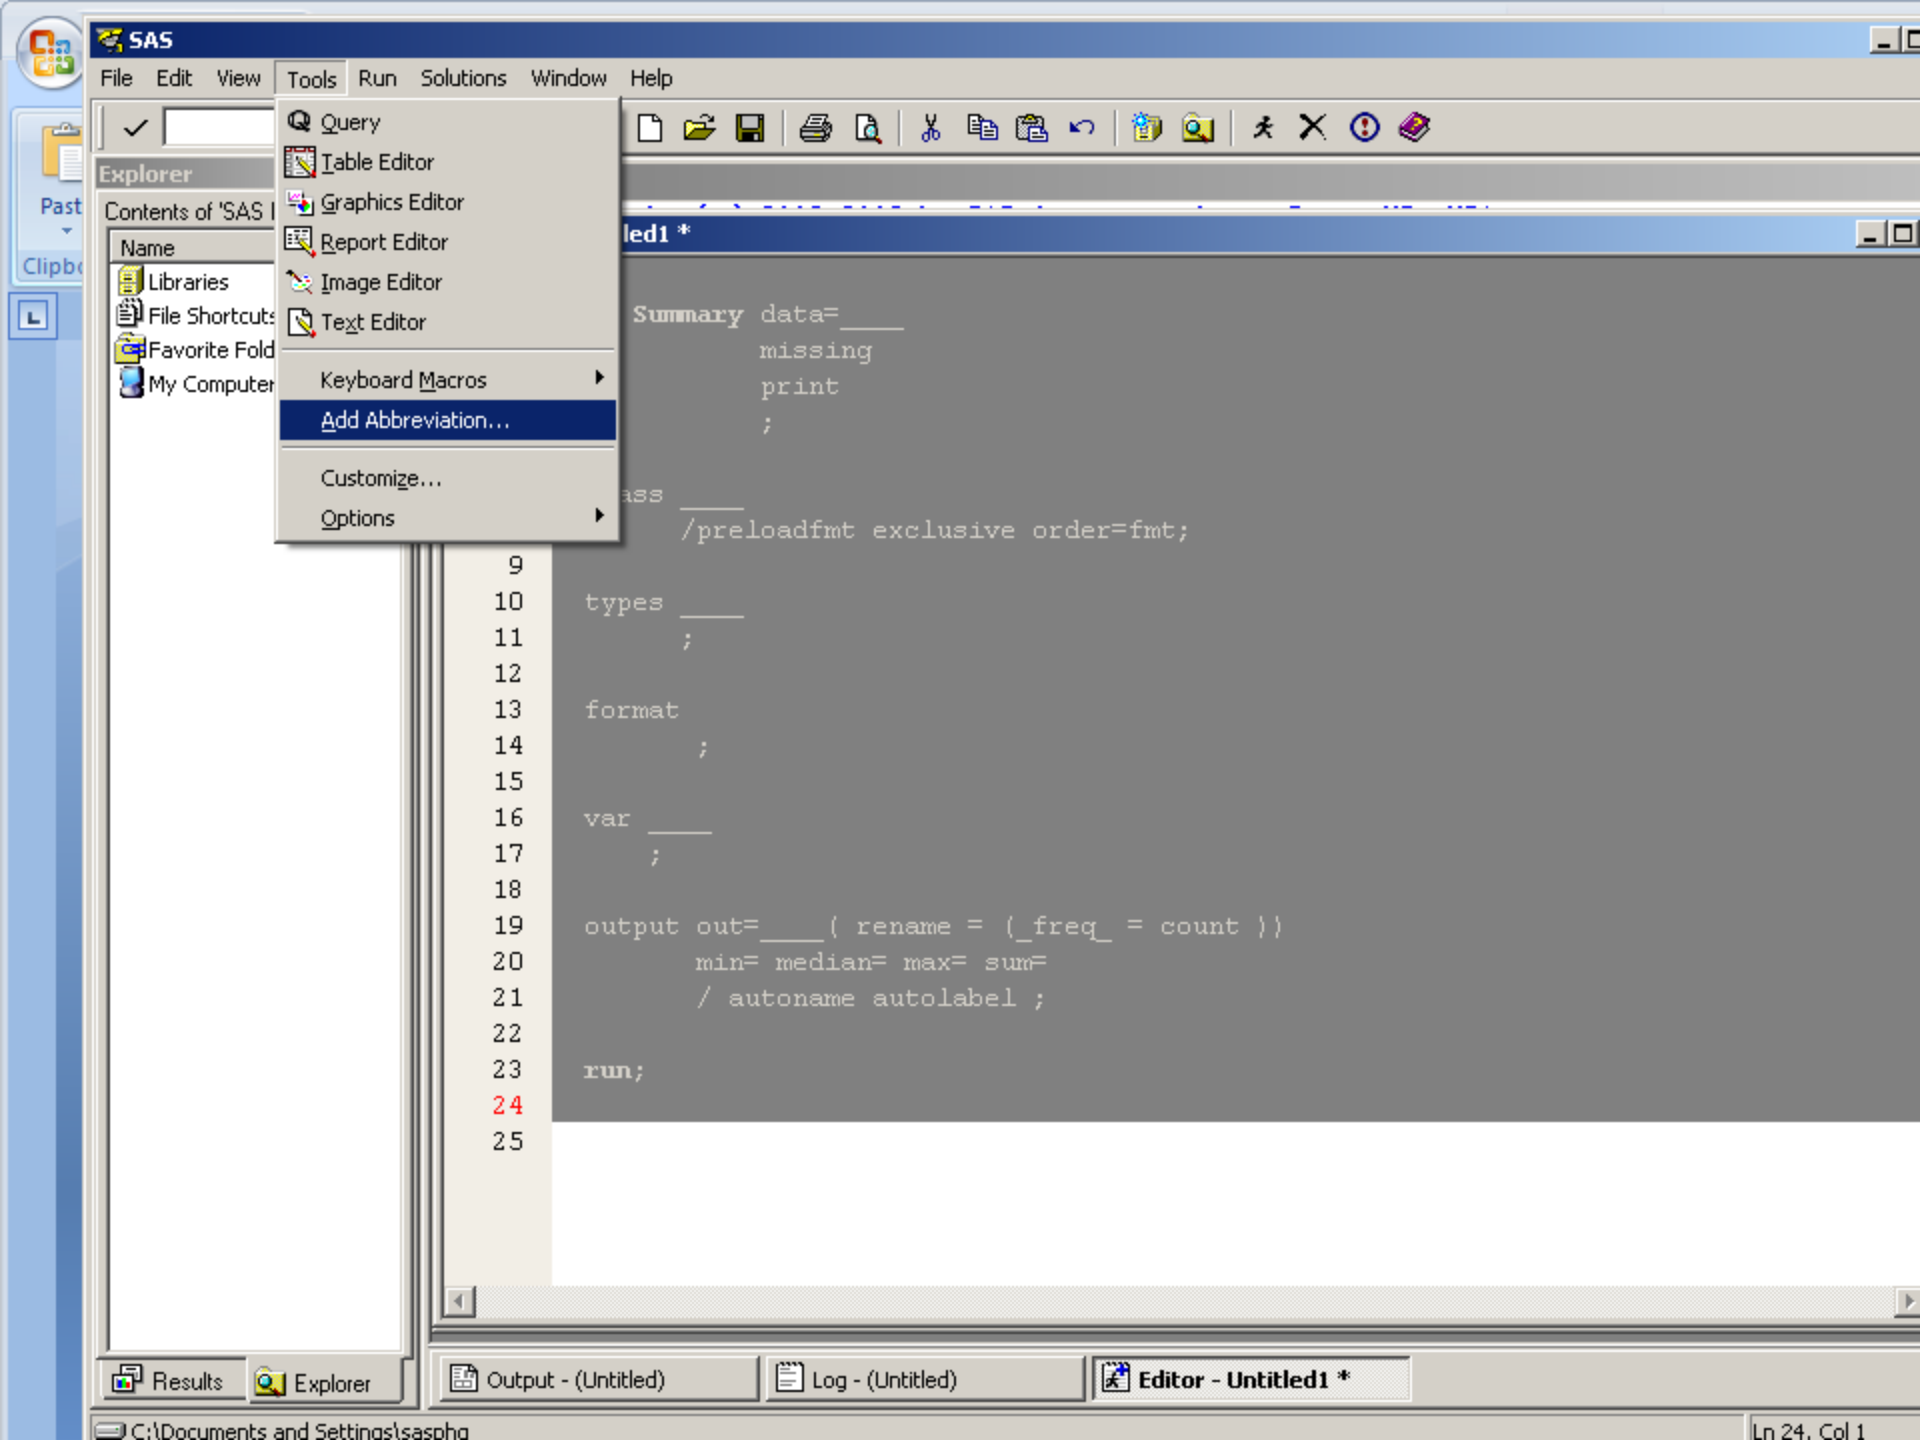 SAS
File Edit View Tools Run Solutions Window Help
Query
Table Editor
Graphics Editor
Report Editor
Image Editor
Text Editor
Keyboard Macros
Add Abbreviation...
Customize...
Options
Past
Clipbo
Explorer
Contents of 'SAS
Name
Libraries
File Shortcuts
Favorite Fold
My Computer
led1 *
Summary data=____
missing
print
;
ass ____
/preloadfmt exclusive order=fmt;
9
10 types ____
11 ;
12
13 format
14 ;
15
16 var ____
17 ;
18
19 output out=____( rename = (_freq_ = count ))
20 min= median= max= sum=
21 / autoname autolabel ;
22
23 run;
24
25
Results Explorer
Output - (Untitled) Log - (Untitled) Editor - Untitled1 *
C:\Documents and Settings\sasphg Ln 24, Col 1